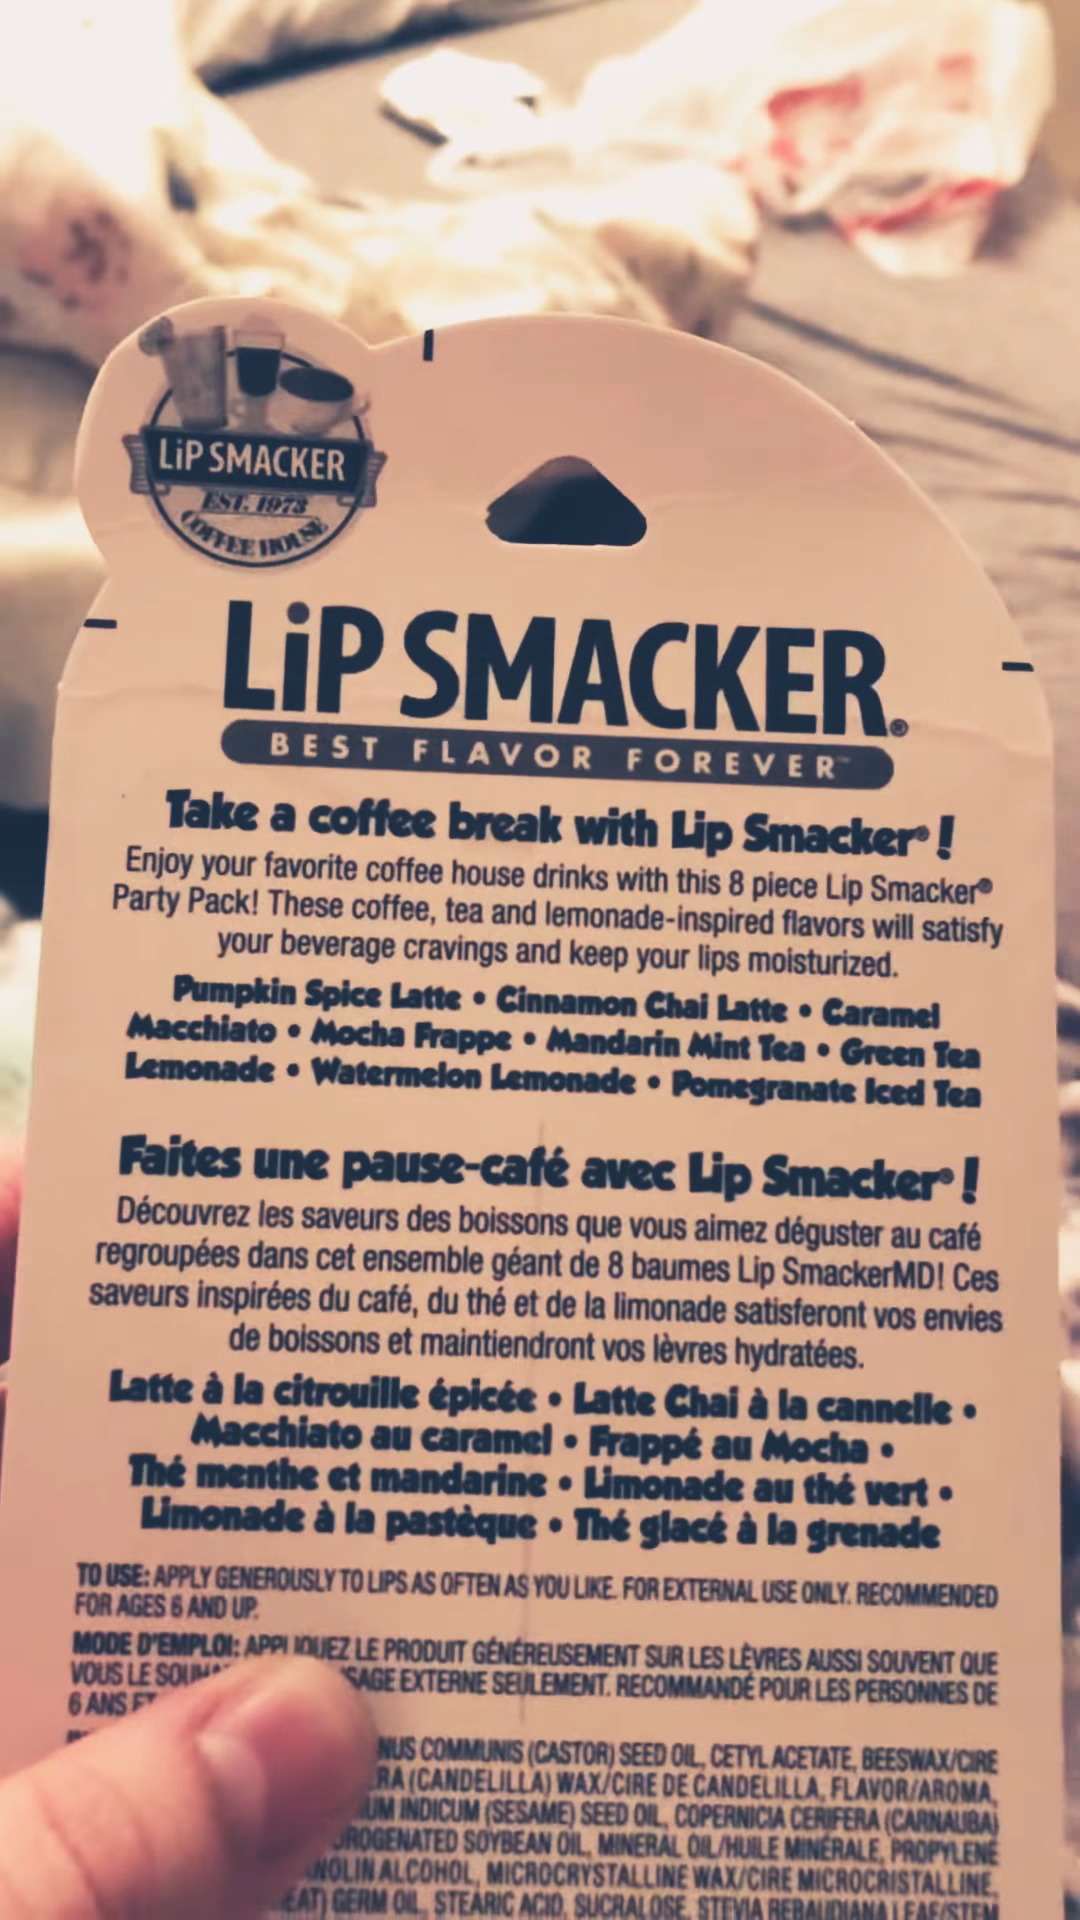 LiP SMACKER
EST. 1973
COFFEE HOUSE
LiP SMACKER®
BEST FLAVOR FOREVER™
Take a coffee break with Lip Smacker®!
Enjoy your favorite coffee house drinks with this 8 piece Lip Smacker®
Party Pack! These coffee, tea and lemonade-inspired flavors will satisfy
your beverage cravings and keep your lips moisturized.
Pumpkin Spice Latte • Cinnamon Chai Latte • Caramel
Macchiato • Mocha Frappe • Mandarin Mint Tea • Green Tea
Lemonade • Watermelon Lemonade • Pomegranate Iced Tea
Faites une pause-café avec Lip Smacker®!
Découvrez les saveurs des boissons que vous aimez déguster au café
regroupées dans cet ensemble géant de 8 baumes Lip SmackerMD! Ces
saveurs inspirées du café, du thé et de la limonade satisferont vos envies
de boissons et maintiendront vos lèvres hydratées.
Latte à la citrouille épicée • Latte Chai à la cannelle •
Macchiato au caramel • Frappé au Mocha •
Thé menthe et mandarine • Limonade au thé vert •
Limonade à la pastèque • Thé glacé à la grenade
TO USE: APPLY GENEROUSLY TO LIPS AS OFTEN AS YOU LIKE. FOR EXTERNAL USE ONLY. RECOMMENDED
FOR AGES 6 AND UP.
MODE D'EMPLOI: APPLIQUEZ LE PRODUIT GÉNÉREUSEMENT SUR LES LÈVRES AUSSI SOUVENT QUE
VOUS LE EXTERNE SEULEMENT. RECOMMANDÉ POUR LES PERSONNES DE
6 ANS
COMMUNIS (CASTOR) SEED OIL, CETYL ACETATE, BEESWAX/CIRE
(CANDELILLA) WAX/CIRE DE CANDELILLA, FLAVOR/AROMA,
INDICUM (SESAME) SEED OIL, COPERNICIA CERIFERA (CARNAUBA)
SOYBEAN OIL, MINERAL OIL/HUILE MINÉRALE, PROPYLENE
ALCOHOL, MICROCRYSTALLINE WAX/CIRE MICROCRISTALLINE,
GERM OIL, STEARIC ACID, SUCRALOSE, STEVIA REBAUDIANA LEAF/STEM